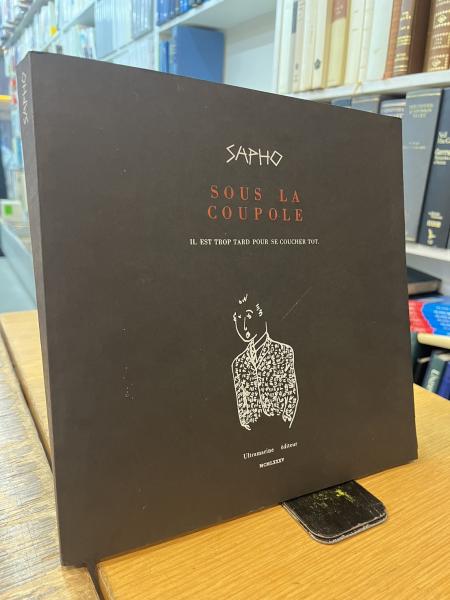 SAPHO
SAPHO
SOUS LA
COUPOLE
IL EST TROP TARD POUR SE COUCHER TOT.
Ultramarine éditeur
MCMLXXXV